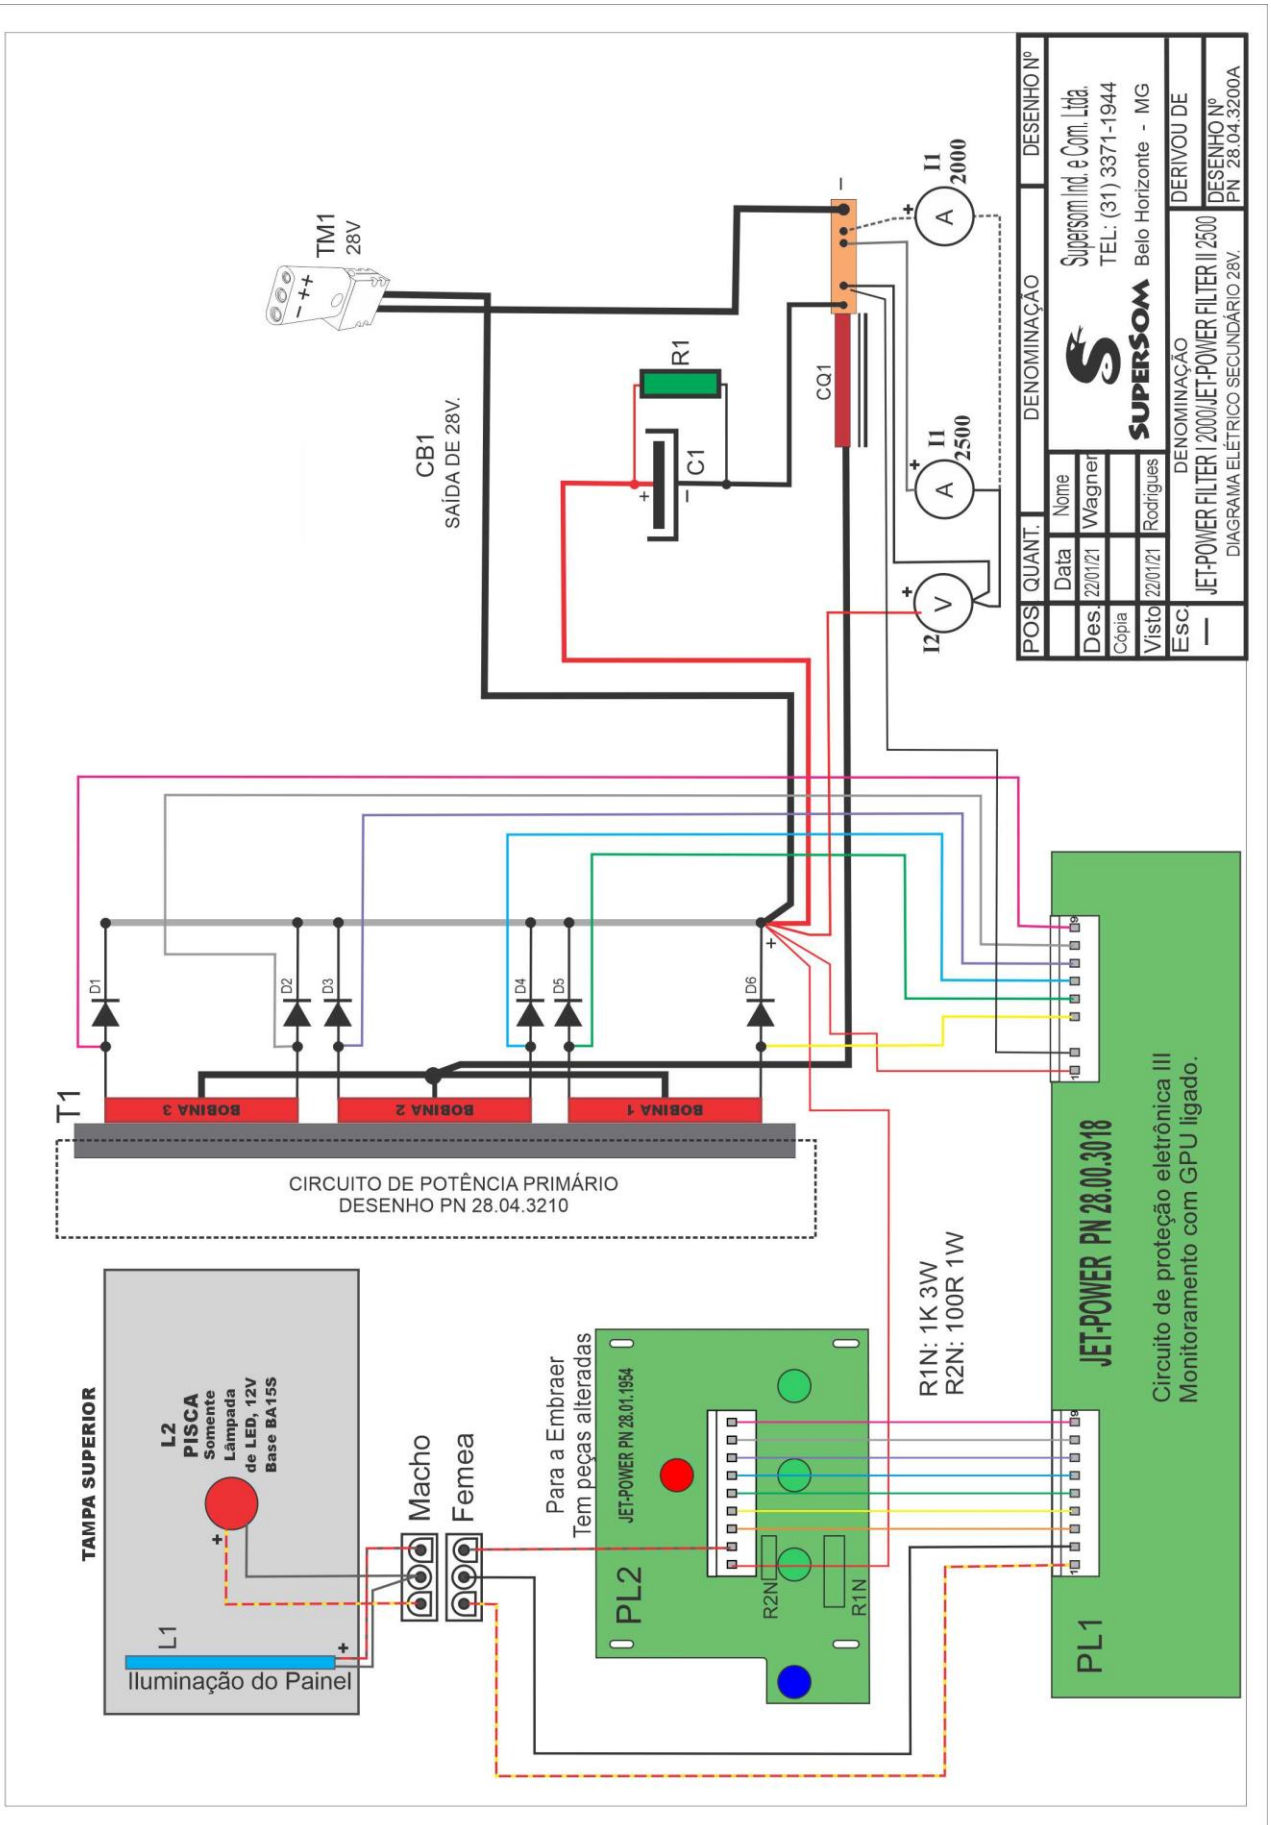 TAMPA SUPERIOR
L2
PISCA
Somente
Lâmpada
de LED, 12V
Base BA15S
+
L1
+
Iluminação do Painel
Macho
Femea
T1
BOBINA 3
BOBINA 2
BOBINA 1
D1
D2
D3
D4
D5
D6
+
CIRCUITO DE POTÊNCIA PRIMÁRIO
DESENHO PN 28.04.3210
TM1
28V
- + +
CB1
SAÍDA DE 28V.
R1
C1
+
-
CQ1
-
I1
2000
+
A
I1
2500
+
A
I2
+
V
Para a Embraer
Tem peças alteradas
JET-POWER PN 28.01.1954
PL2
R2N
R1N
R1N: 1K 3W
R2N: 100R 1W
PL1
1
9
1
9
JET-POWER PN 28.00.3018
Circuito de proteção eletrônica III
Monitoramento com GPU ligado.
POS QUANT. DENOMINAÇÃO DESENHO Nº
Data Nome
Des. 22/01/21 Wagner
Cópia
Visto 22/01/21 Rodrigues
SUPERSOM
Supersom Ind. e Com. Ltda.
TEL: (31) 3371-1944
Belo Horizonte - MG
Esc.
—
DENOMINAÇÃO
JET-POWER FILTER I 2000/JET-POWER FILTER II 2500
DIAGRAMA ELÉTRICO SECUNDÁRIO 28V.
DERIVOU DE
DESENHO Nº
PN 28.04.3200A